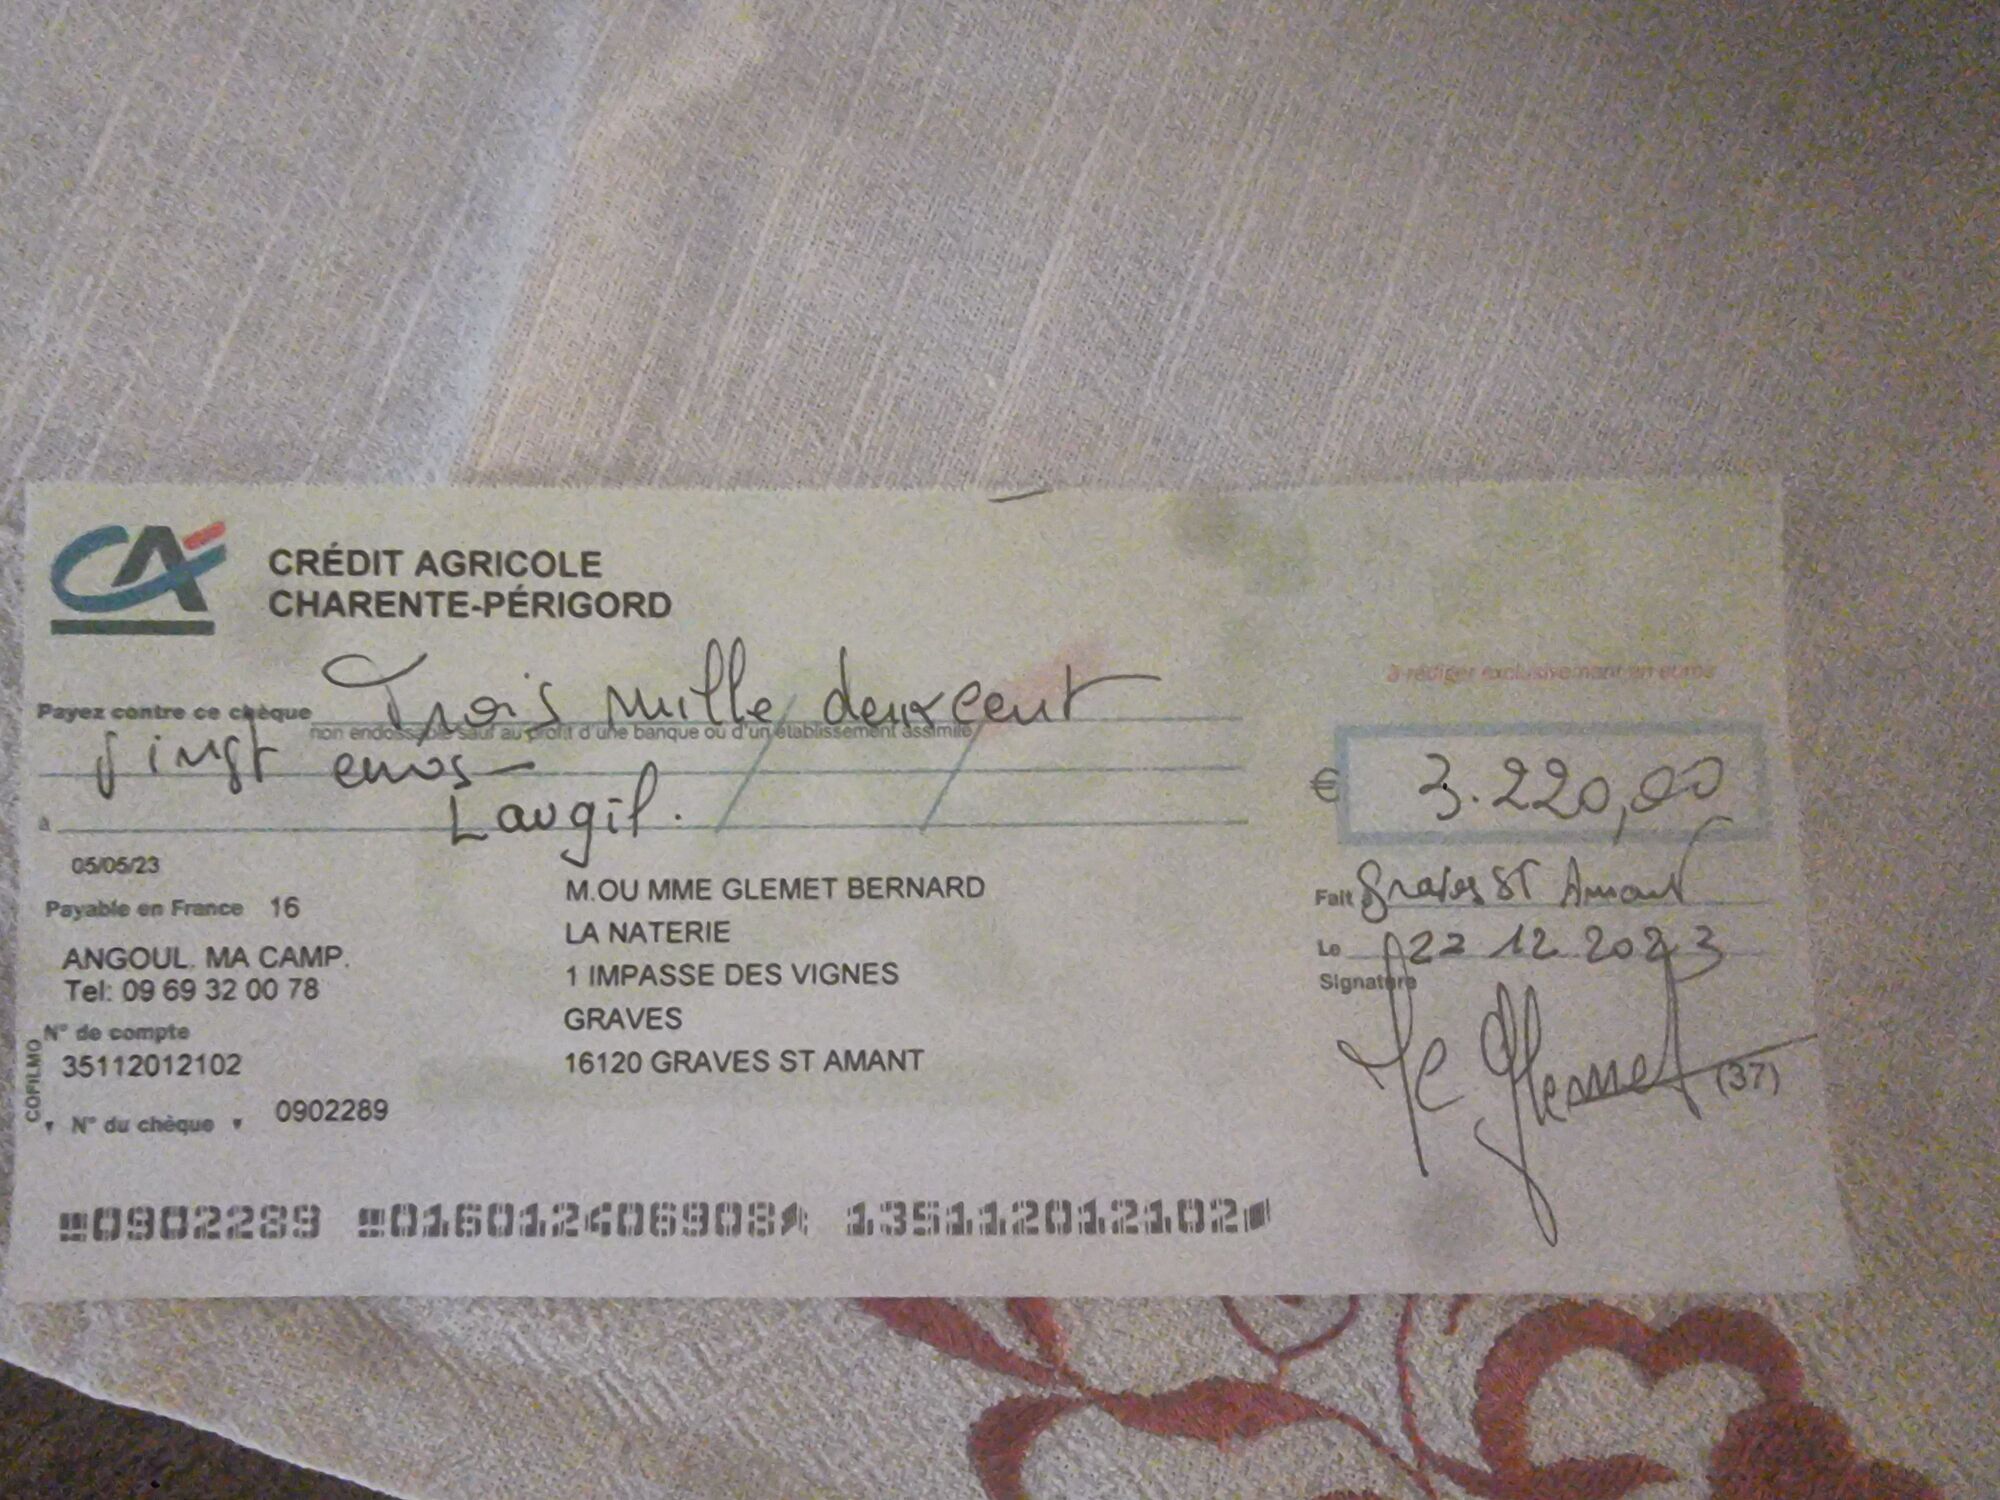 CA
CRÉDIT AGRICOLE
CHARENTE-PÉRIGORD
à rédiger exclusivement en euros
Payez contre ce chèque Trois mille deux cent
non endossable sauf au profit d'une banque ou d'un établissement assimilé
vingt euros
€ 3.220,00
à Laugil.
05/05/23
Payable en France 16
ANGOUL. MA CAMP.
Tel: 09 69 32 00 78
N° de compte
35112012102
COFILMO
N° du chèque 0902289
M.OU MME GLEMET BERNARD
LA NATERIE
1 IMPASSE DES VIGNES
GRAVES
16120 GRAVES ST AMANT
Fait Graves St Amant
Le 22 12 2023
Signature
Glemet
(37)
0902289 016012406908 135112012102